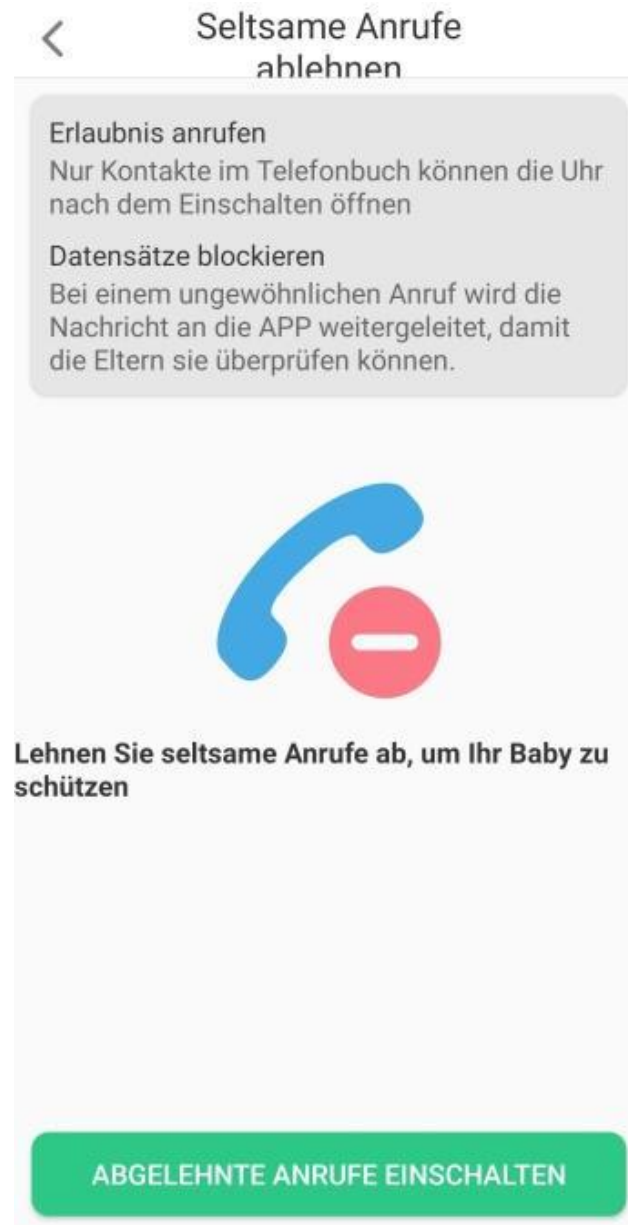 Seltsame Anrufe
ablehnen
Erlaubnis anrufen
Nur Kontakte im Telefonbuch können die Uhr
nach dem Einschalten öffnen
Datensätze blockieren
Bei einem ungewöhnlichen Anruf wird die
Nachricht an die APP weitergeleitet, damit
die Eltern sie überprüfen können.
Lehnen Sie seltsame Anrufe ab, um Ihr Baby zu
schützen
ABGELEHNTE ANRUFE EINSCHALTEN